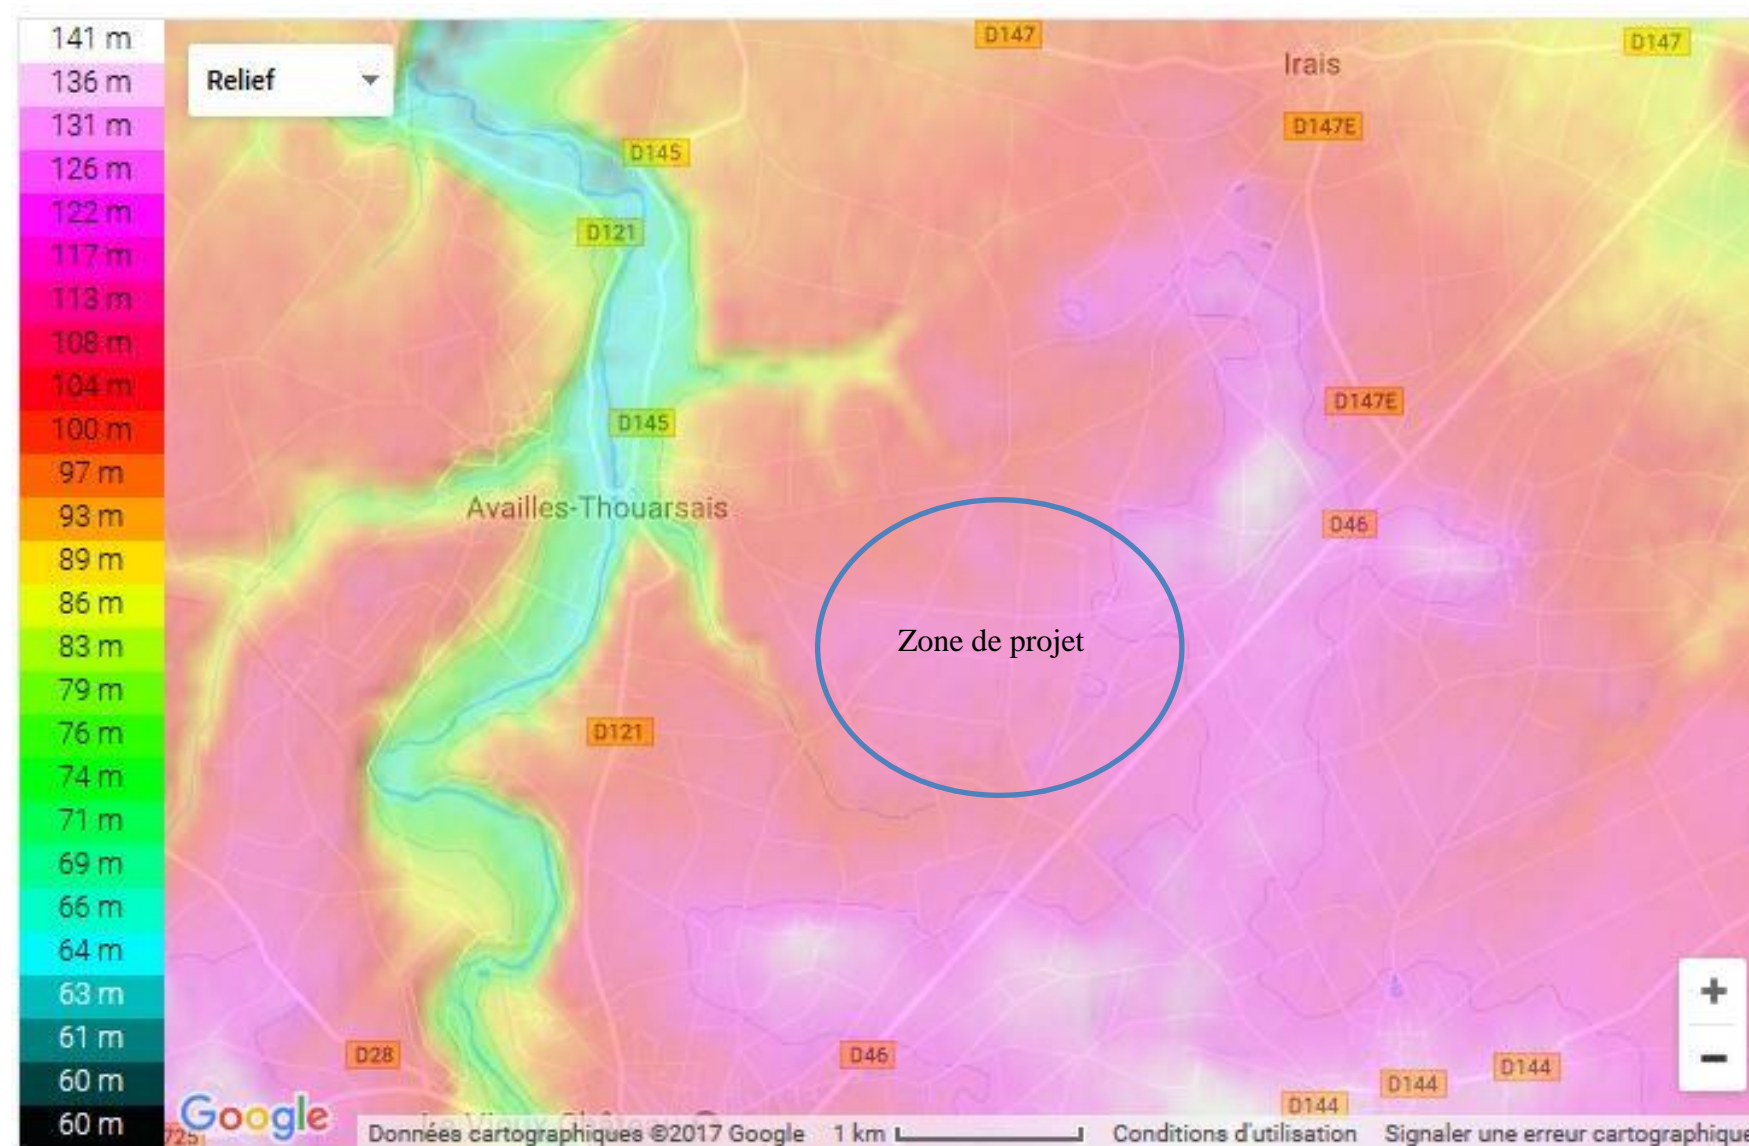 141 m
136 m
131 m
126 m
122 m
117 m
113 m
108 m
104 m
100 m
97 m
93 m
89 m
86 m
83 m
79 m
76 m
74 m
71 m
69 m
66 m
64 m
63 m
61 m
60 m
60 m
Relief
D147
Irais
D147
D147E
D145
D121
D147E
D145
Availles-Thouarsais
D46
Zone de projet
D121
D28
D46
D144
D144
D144
725
Google
Données cartographiques ©2017 Google 1 km Conditions d'utilisation Signaler une erreur cartographique
+
−